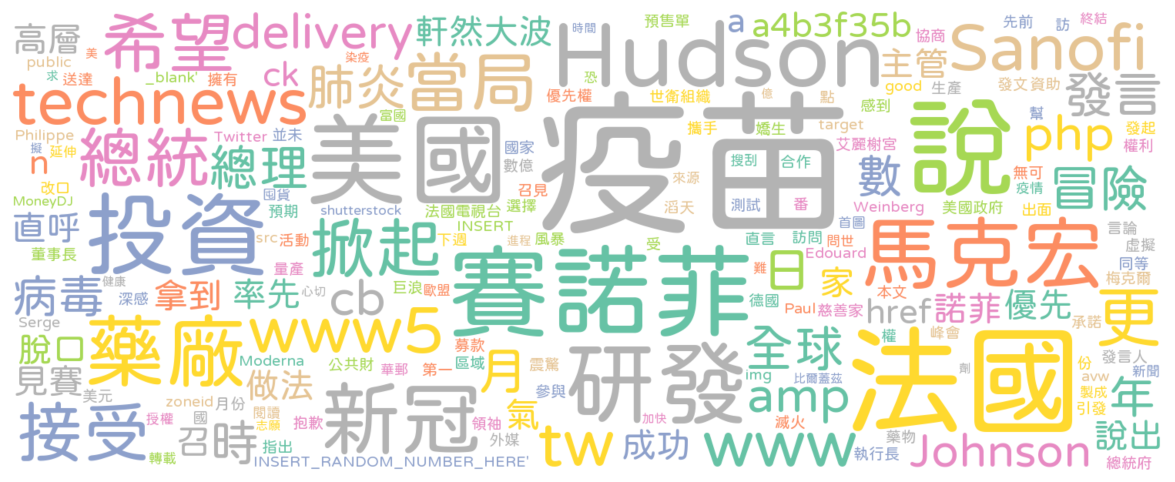 高層
希望
delivery
軒然大波
Hudson
預售單
a
a4b3f35b
先前
訪
終結
時間
美
染疫
public
求
送達
_blank'
擁有
ck
肺炎
當局
恐
協商
主管
Sanofi
發言
technews
優先權
世衛組織
億
點
good
生產
發文
資助
感到
幫
發起
權利
Philippe
擬
延伸
Twitter
並未
富國
攜手
嬌生
target
艾麗榭宮
php
n
總統
總理
美國
疫苗
說
國家
數億
搜刮
合作
數
無可
疫情
冒險
改口
MoneyDJ
囤貨
預期
召見
shutterstock
法國電視台
選擇
INSERT
來源
滔天
測試
番
Weinberg
美國政府
出面
直呼
投資
src
活動
掀起
下週
進程
風暴
受
直言
訪問
首圖
問世
馬克宏
言論
虛擬
董事長
量產
巨浪
歐盟
賽諾菲
難
日
家
Edouard
本文
同等
梅克爾
病毒
健康
深感
拿到
率先
心切
cb
德國
Paul
慈善家
href
諾菲
優先
承諾
更
Serge
藥廠
www5
募款
區域
全球
權
峰會
發言人
脫口
Moderna
公共財
第一
震驚
研發
img
比爾蓋茲
劑
法國
份
新聞
見賽
美元
做法
華郵
新冠
月
參與
amp
avw
製成
引發
年
zoneid
月份
閱讀
志願
抱歉
領袖
氣
滅火
接受
授權
國
召
時
外媒
加快
tw
成功
www
藥物
Johnson
說出
轉載
指出
INSERT_RANDOM_NUMBER_HERE'
執行長
總統府